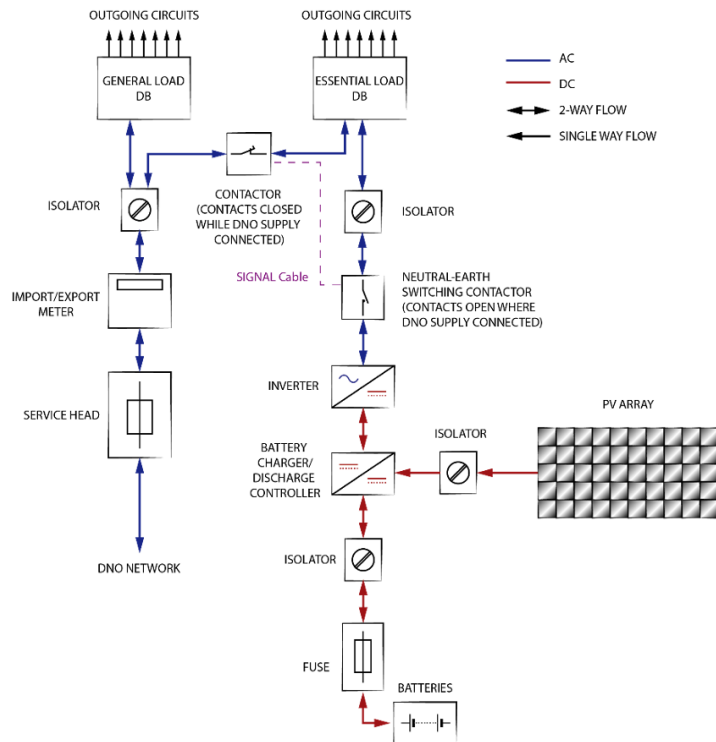 OUTGOING CIRCUITS
OUTGOING CIRCUITS
GENERAL LOAD
DB
ESSENTIAL LOAD
DB
AC
DC
2-WAY FLOW
SINGLE WAY FLOW
ISOLATOR
CONTACTOR
(CONTACTS CLOSED
WHILE DNO SUPPLY
CONNECTED)
ISOLATOR
SIGNAL Cable
IMPORT/EXPORT
METER
NEUTRAL-EARTH
SWITCHING CONTACTOR
(CONTACTS OPEN WHERE
DNO SUPPLY CONNECTED)
INVERTER
SERVICE HEAD
PV ARRAY
BATTERY
CHARGER/
DISCHARGE
CONTROLLER
ISOLATOR
ISOLATOR
DNO NETWORK
FUSE
BATTERIES